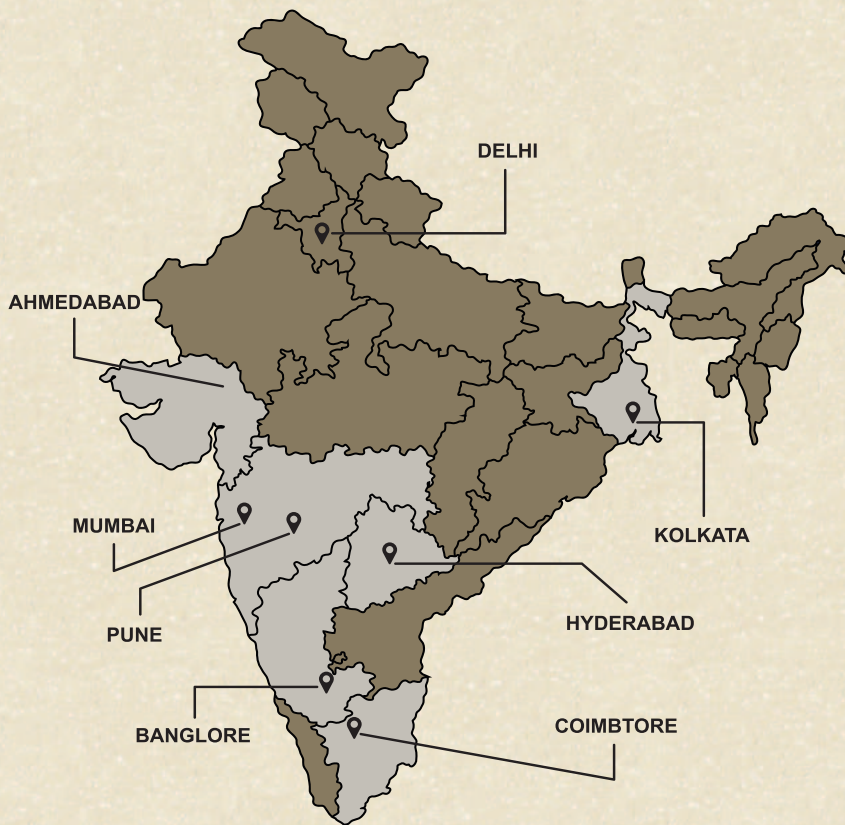 DELHI
AHMEDABAD
MUMBAI
KOLKATA
PUNE
HYDERABAD
BANGLORE
COIMBTORE